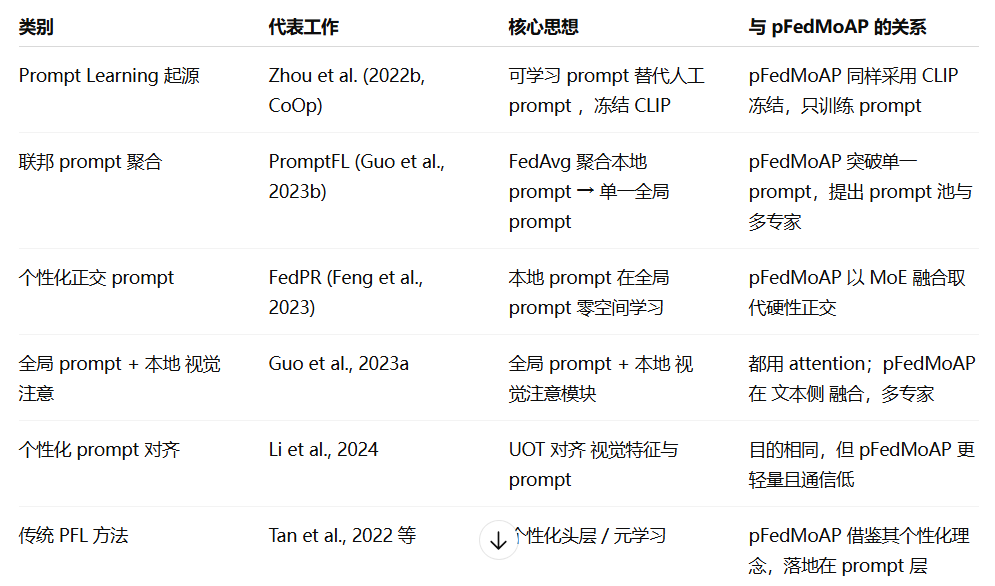 类别 代表工作 核心思想 与 pFedMoAP 的关系
Prompt Learning 起源 Zhou et al. (2022b, 可学习 prompt 替代人工 pFedMoAP 同样采用 CLIP
CoOp) prompt ，冻结 CLIP 冻结，只训练 prompt
联邦 prompt 聚合 PromptFL (Guo et al., FedAvg 聚合本地 pFedMoAP 突破单一
2023b) prompt → 单一全局 prompt，提出 prompt 池与
prompt 多专家
个性化正交 prompt FedPR (Feng et al., 本地 prompt 在全局 pFedMoAP 以 MoE 融合取
2023) prompt 零空间学习 代硬性正交
全局 prompt + 本地 视觉 Guo et al., 2023a 全局 prompt + 本地 视 都用 attention；pFedMoAP
注意 觉注意模块 在 文本侧 融合，多专家
个性化 prompt 对齐 Li et al., 2024 UOT 对齐 视觉特征与 目的相同，但 pFedMoAP 更
prompt 轻量且通信低
传统 PFL 方法 Tan et al., 2022 等 个性化头层 / 元学习 pFedMoAP 借鉴其个性化理
念，落地在 prompt 层